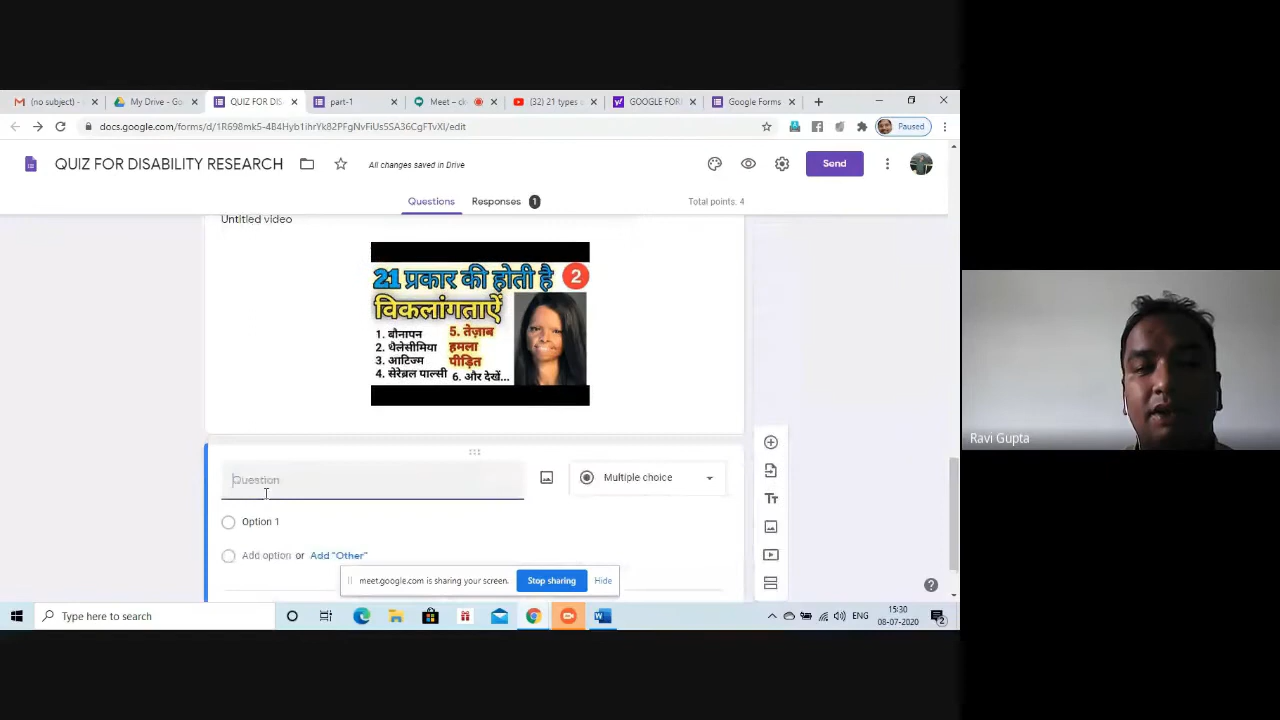 (no subject) -
My Drive - Go
QUIZ FOR DIS
part-1
Meet – ck
(32) 21 types o
GOOGLE FOR
Google Forms
docs.google.com/forms/d/1R698mk5-4B4Hyb1ihrYk82PFgNvFiUs5SA36CgFTvXI/edit
Paused
QUIZ FOR DISABILITY RESEARCH
All changes saved in Drive
Send
Questions
Responses 1
Total points: 4
Untitled video
21 प्रकार की होती है 2
विकलांगताऐं
1. बौनापन
2. थैलेसीमिया
3. आटिज्म
4. सेरेब्रल पाल्सी
5. तेज़ाब
हमला
पीड़ित
6. और देखें...
Question
Multiple choice
Option 1
Add option or Add "Other"
meet.google.com is sharing your screen.
Stop sharing
Hide
Ravi Gupta
Type here to search
ENG
15:30
08-07-2020
2